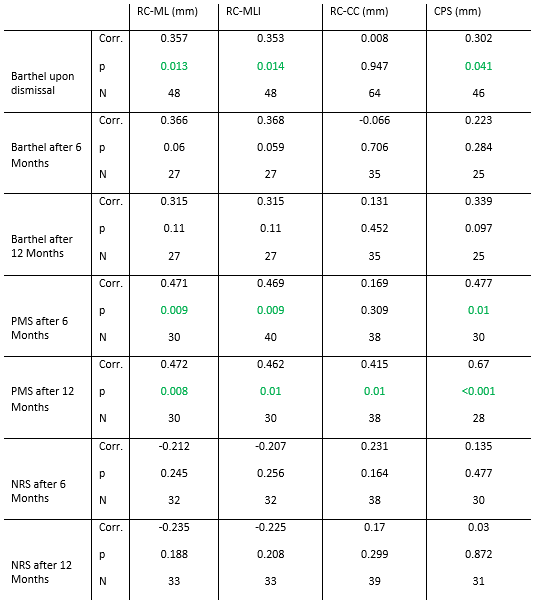 RC-ML (mm) RC-MLI RC-CC (mm) CPS (mm)
Corr. 0.357 0.353 0.008 0.302
Barthel upon dismissal p 0.013 0.014 0.947 0.041
N 48 48 64 46
Corr. 0.366 0.368 -0.066 0.223
Barthel after 6 Months p 0.06 0.059 0.706 0.284
N 27 27 35 25
Corr. 0.315 0.315 0.131 0.339
Barthel after 12 Months p 0.11 0.11 0.452 0.097
N 27 27 35 25
Corr. 0.471 0.469 0.169 0.477
PMS after 6 Months p 0.009 0.009 0.309 0.01
N 30 40 38 30
Corr. 0.472 0.462 0.415 0.67
PMS after 12 Months p 0.008 0.01 0.01 <0.001
N 30 30 38 28
Corr. -0.212 -0.207 0.231 0.135
NRS after 6 Months p 0.245 0.256 0.164 0.477
N 32 32 38 30
Corr. -0.235 -0.225 0.17 0.03
NRS after 12 Months p 0.188 0.208 0.299 0.872
N 33 33 39 31